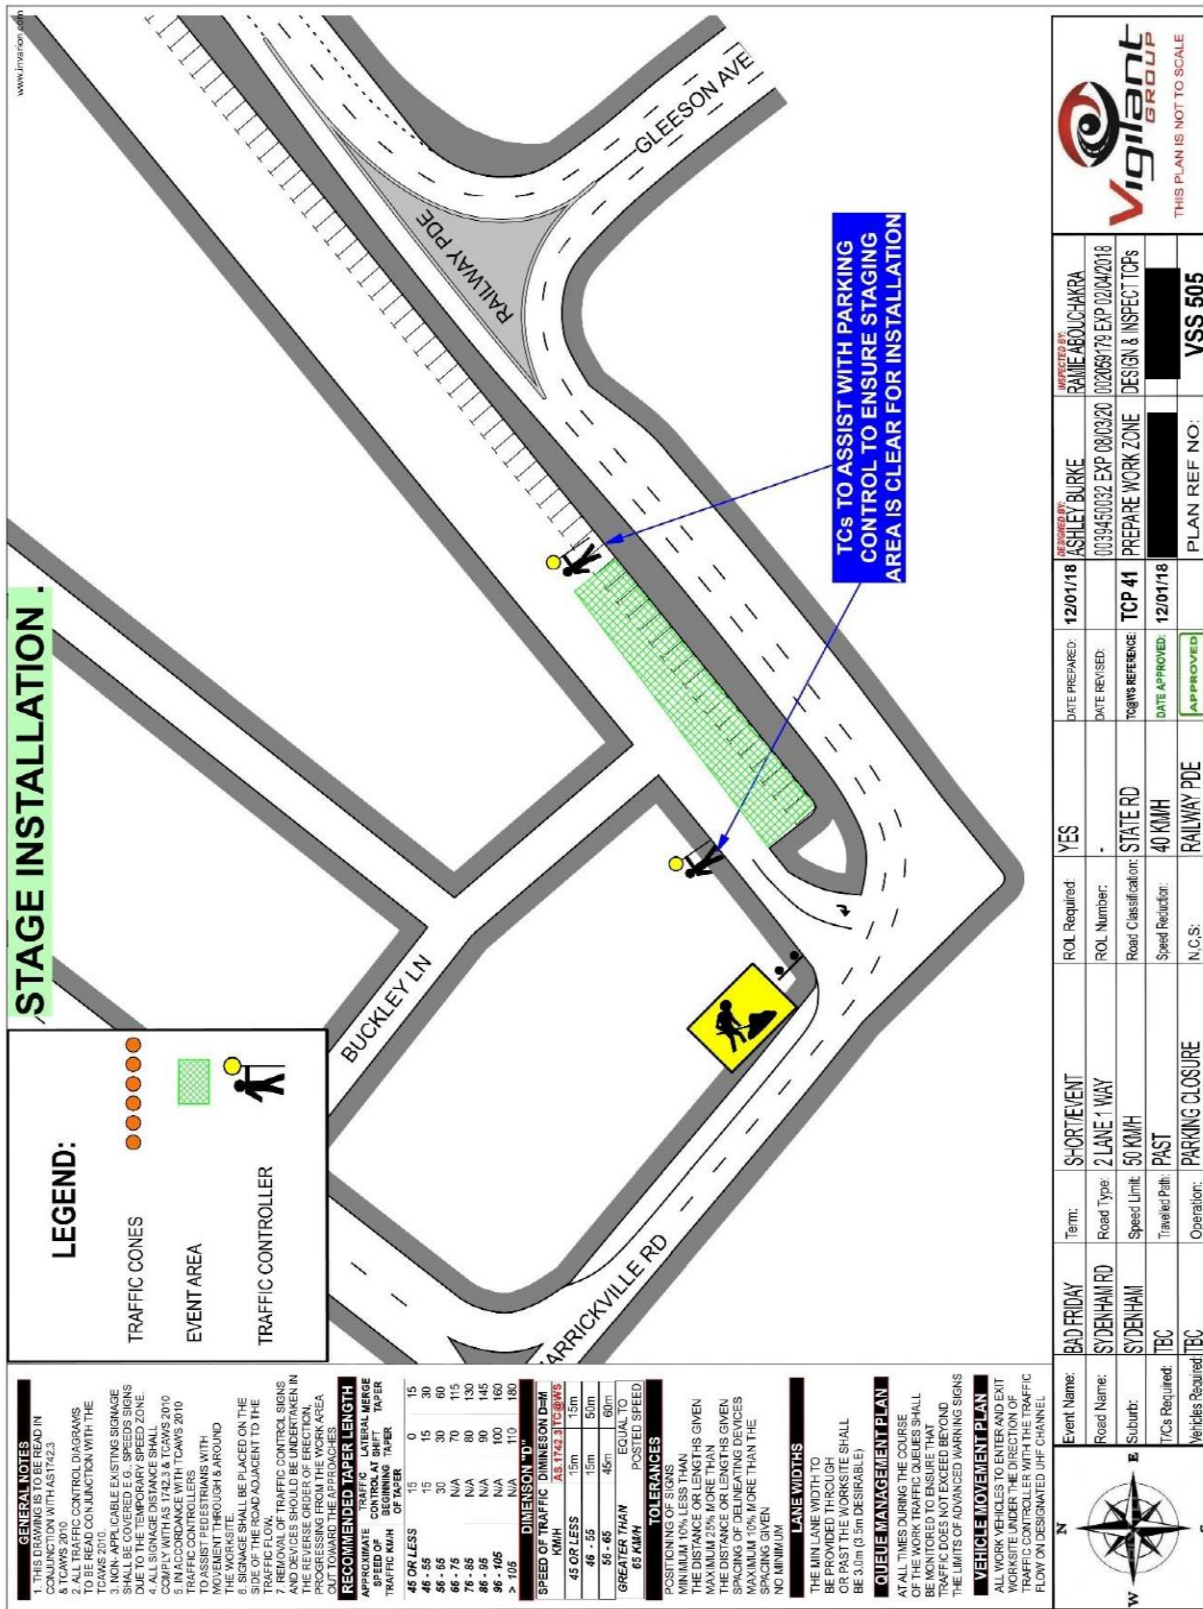 www.invarion.com
STAGE INSTALLATION .
LEGEND:
TRAFFIC CONES
EVENT AREA
TRAFFIC CONTROLLER
BUCKLEY LN
RAILWAY PDE
GLEESON AVE
ARRICKVILLE RD
TCs TO ASSIST WITH PARKING
CONTROL TO ENSURE STAGING
AREA IS CLEAR FOR INSTALLATION
GENERAL NOTES
1. THIS DRAWING IS TO BE READ IN
CONJUNCTION WITH AS1742.3
& TCAWS 2010
2. ALL TRAFFIC CONTROL DIAGRAMS
TO BE READ CONJUNCTION WITH THE
TCAWS 2010.
3. NON- APPLICABLE EXISTING SIGNAGE
SHALL BE COVERED E.G. SPEEDS SIGNS
DUE TO THE TEMPORARY SPEED ZONE.
4. ALL SIGNAGE DISTANCE SHALL
COMPLY WITH AS 1742.3 & TCAWS 2010
5. IN ACCORDANCE WITH TCAWS 2010
TRAFFIC CONTROLLERS
TO ASSIST PEDESTRIANS WITH
MOVEMENT THROUGH & AROUND
THE WORKSITE.
6. SIGNAGE SHALL BE PLACED ON THE
SIDE OF THE ROAD ADJACENT TO THE
TRAFFIC FLOW.
7. REMOVAL OF TRAFFIC CONTROL SIGNS
AND DEVICES SHOULD BE UNDERTAKEN IN
THE REVERSE ORDER OF ERECTION,
PROGRESSING FROM THE WORK AREA
OUT TOWARD THE APPROACHES.
RECOMMENDED TAPER LENGTH
APPROXIMATE TRAFFIC LATERAL MERGE
SPEED OF CONTROL AT SHIFT TAPER
TRAFFIC KM/H BEGINNING TAPER
OF TAPER
45 OR LESS 15 0 15
46 - 55 15 15 30
56 - 65 30 30 60
66 - 75 N/A 70 115
76 - 85 N/A 80 130
86 - 95 N/A 90 145
96 - 105 N/A 100 160
> 105 N/A 110 180
DIMENSION "D"
SPEED OF TRAFFIC DIMINESON D=M
KM/H AS.1742.3 TC@WS
45 OR LESS 15m 15m
46 - 55 15m 50m
56 - 65 45m 60m
GREATER THAN EQUAL TO
65 KM/H POSTED SPEED
TOLERANCES
POSITIONING OF SIGNS
MINIMUM 10% LESS THAN
THE DISTANCE OR LENGTHS GIVEN
MAXIMUM 25% MORE THAN
THE DISTANCE OR LENGTHS GIVEN
SPACING OF DELINEATING DEVICES
MAXIMUM 10% MORE THAN THE
SPACING GIVEN
NO MINIMUM
LANE WIDTHS
THE MIN LANE WIDTH TO
BE PROVIDED THROUGH
OR PAST THE WORKSITE SHALL
BE 3.0m (3.5m DESIRABLE)
QUEUE MANAGEMENT PLAN
AT ALL TIMES DURING THE COURSE
OF THE WORK TRAFFIC QUEUES SHALL
BE MONITORED TO ENSURE THAT
TRAFFIC DOES NOT EXCEED BEYOND
THE LIMITS OF ADVANCED WARNING SIGNS
VEHICLE MOVEMENT PLAN
ALL WORK VEHICLES TO ENTER AND EXIT
WORKSITE UNDER THE DIRECTION OF
TRAFFIC CONTROLLER WITH THE TRAFFIC
FLOW ON DESIGNATED UHF CHANNEL
N
W E
S
Event Name: BAD FRIDAY Term: SHORT/EVENT ROL Required: YES DATE PREPARED: 12/01/18 DESIGNED BY: ASHLEY BURKE INSPECTED BY: RAMIE ABOUCHAKRA
Road Name: SYDENHAM RD Road Type: 2 LANE 1 WAY ROL Number: - DATE REVISED: 0039450032 EXP 08/03/20 002059179 EXP 02/04/2018
Suburb: SYDENHAM Speed Limit: 50 KM/H Road Classification: STATE RD TC@WS REFERENCE: TCP 41 PREPARE WORK ZONE DESIGN & INSPECT TCPs
T/Cs Required: TBC Travelled Path: PAST Speed Reduction: 40 KM/H DATE APPROVED: 12/01/18
Vehicles Required: TBC Operation: PARKING CLOSURE N.C.S: RAILWAY PDE APPROVED PLAN REF NO: VSS 505
Vigilant
GROUP
THIS PLAN IS NOT TO SCALE